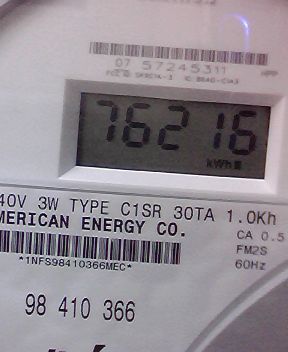 07 57245311
76216
kWh
40V 3W TYPE C1SR 30TA 1.0Kh
MERICAN ENERGY CO. CA 0.5
FM2S
*1NFS98410366MEC* 60Hz
98 410 366